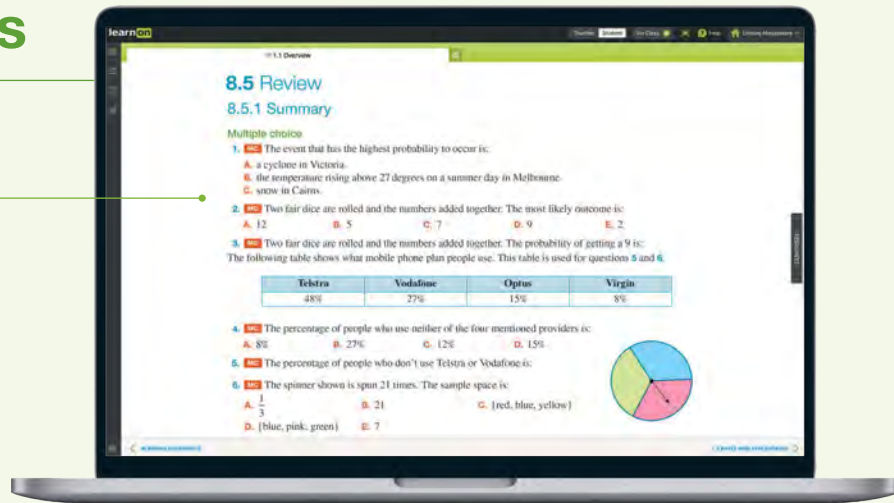 s
learnon
Teacher Student My Class Help
1.1 Overview
8.5 Review
8.5.1 Summary
Multiple choice
1. MC The event that has the highest probability to occur is:
A. a cyclone in Victoria.
B. the temperature rising above 27 degrees on a summer day in Melbourne.
C. snow in Cairns.
2. MC Two fair dice are rolled and the numbers added together. The most likely outcome is:
A. 12 B. 5 C. 7 D. 9 E. 2
3. MC Two fair dice are rolled and the numbers added together. The probability of getting a 9 is:
The following table shows what mobile phone plan people use. This table is used for questions 5 and 6.
Telstra Vodafone Optus Virgin
48% 27% 15% 8%
4. MC The percentage of people who use neither of the four mentioned providers is:
A. 8% B. 27% C. 12% D. 15%
5. MC The percentage of people who don't use Telstra or Vodafone is:
6. MC The spinner shown is spun 21 times. The sample space is:
A. 1/3 B. 21 C. {red, blue, yellow}
D. {blue, pink, green} E. 7